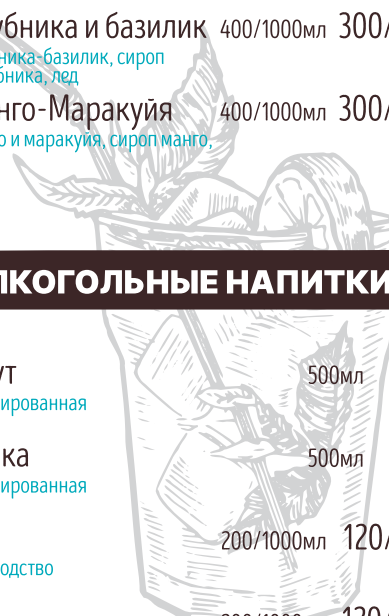 убника и базилик 400/1000мл 300/
ника-базилик, сироп
бника, лед
нго-Маракуйя 400/1000мл 300/
о и маракуйя, сироп манго,
ЛКОГОЛЬНЫЕ НАПИТКИ
ут 500мл
ированная
ка 500мл
ированная
200/1000мл 120/
одство